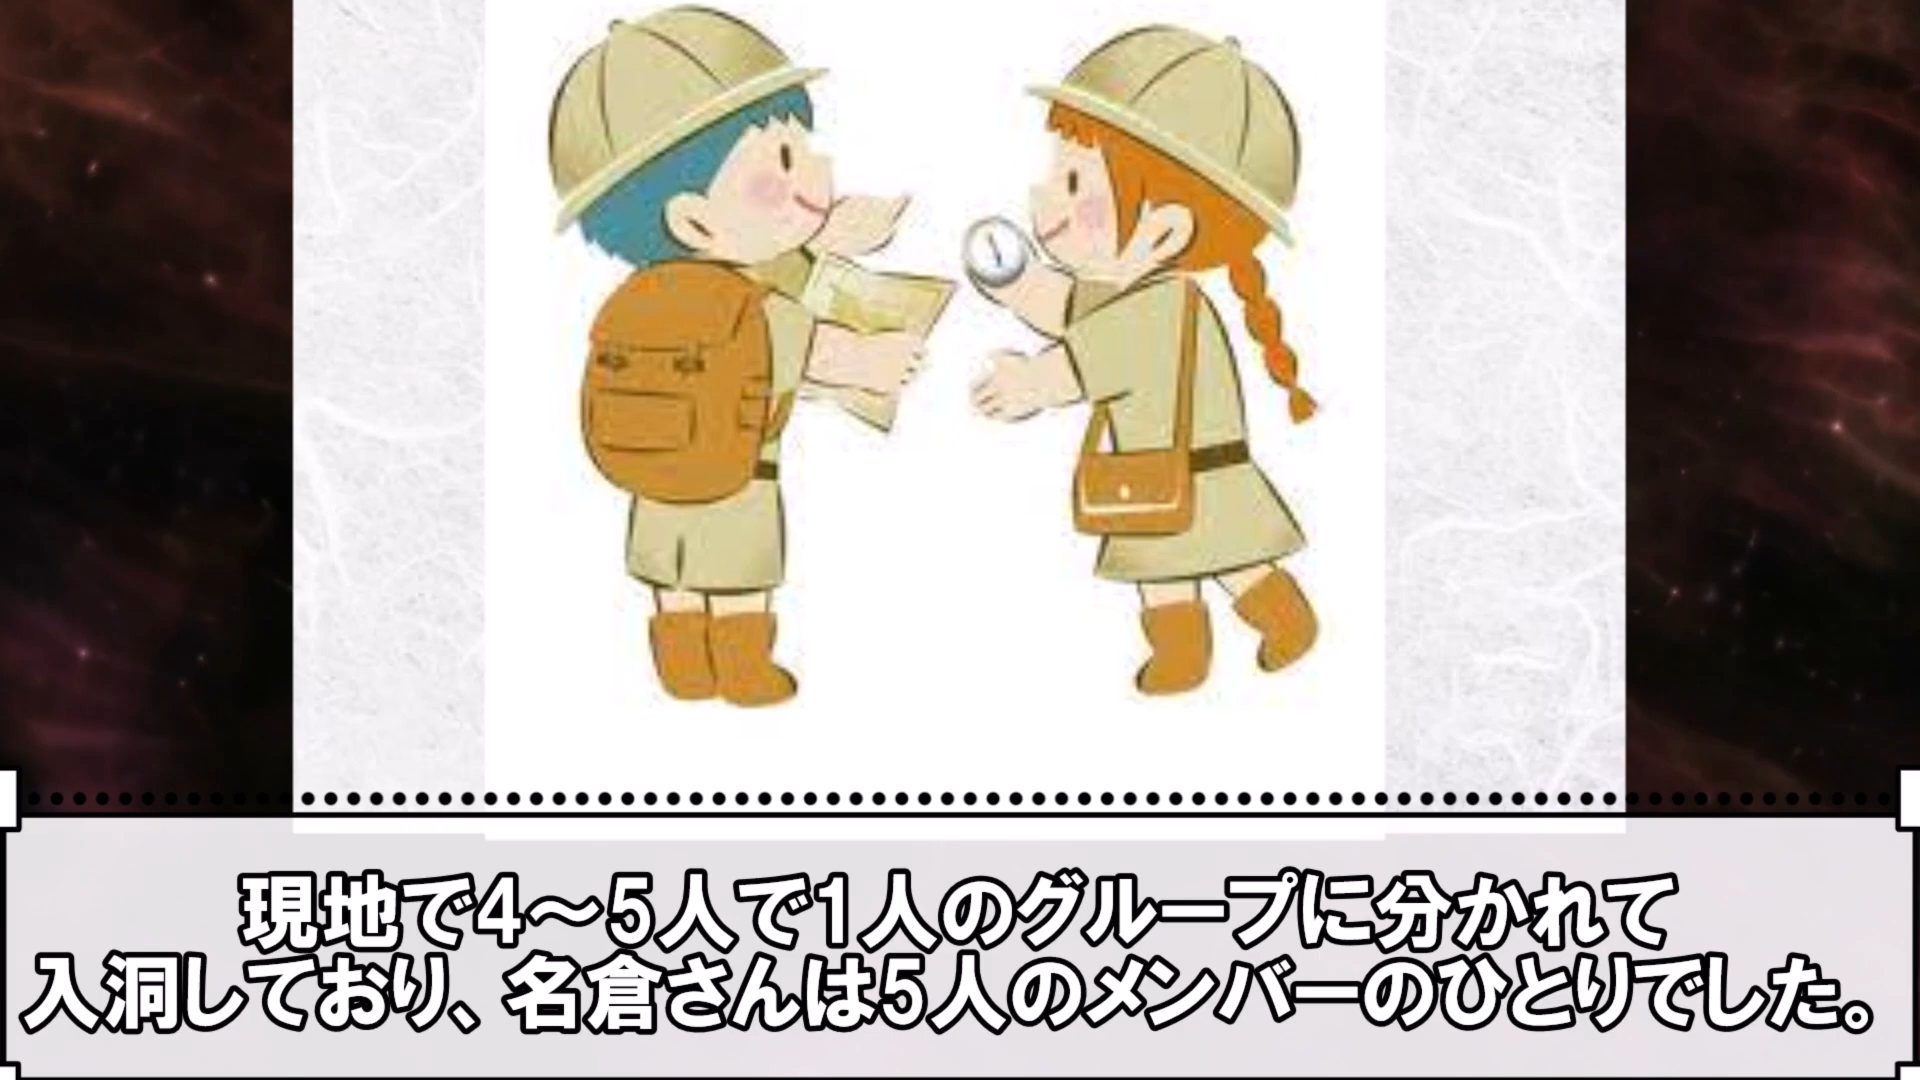 現地で4～5人で1人のグループに分かれて
入洞しており、名倉さんは5人のメンバーのひとりでした。